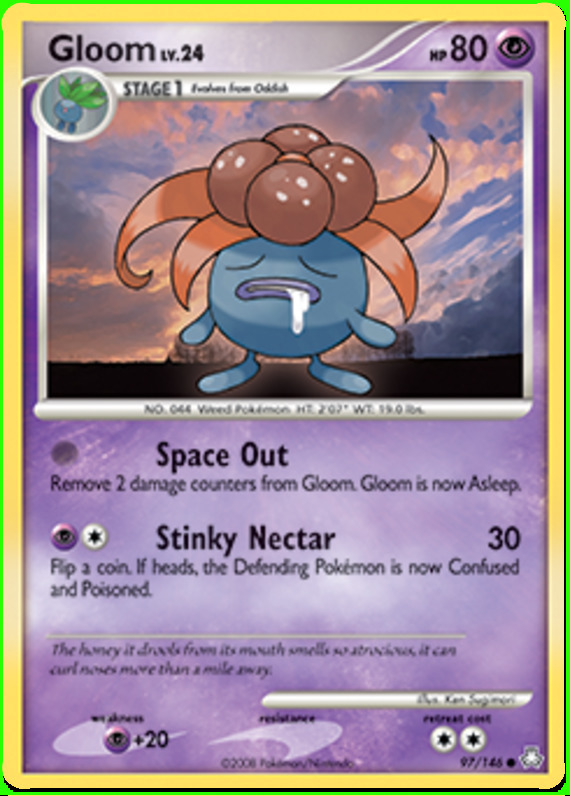 Gloom LV.24
HP 80
STAGE 1 Evolves from Oddish
NO. 044 Weed Pokémon HT: 2'07" WT: 19.0 lbs.
Space Out
Remove 2 damage counters from Gloom. Gloom is now Asleep.
Stinky Nectar 30
Flip a coin. If heads, the Defending Pokémon is now Confused
and Poisoned.
The honey it drools from its mouth smells so atrocious, it can
curl noses more than a mile away.
Illus. Ken Sugimori
weakness resistance retreat cost
+20
©2008 Pokémon/Nintendo 97/146